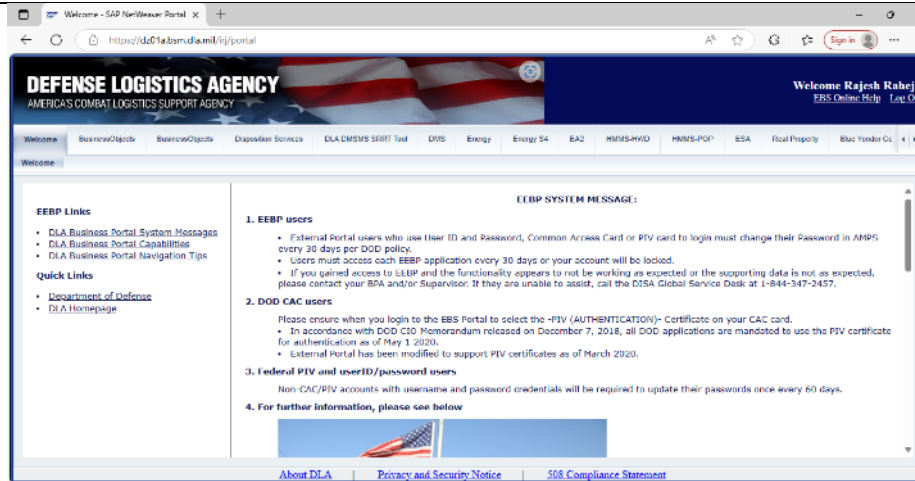 Welcome - SAP NetWeaver Portal
https://dz01a.bsm.dla.mil/irj/portal
Sign in
DEFENSE LOGISTICS AGENCY
AMERICA'S COMBAT LOGISTICS SUPPORT AGENCY
Welcome Rajesh Rahej
EBS Online Help Log O
Welcome BusinessObjects BusinessObjects Disposition Services DLA DMSMS SRRT Tool DMS Energy Energy S4 EA2 HMMS-HWD HMMS-POP ESA Real Property Blue Yonder Co
Welcome
EEBP Links
DLA Business Portal System Messages
DLA Business Portal Capabilities
DLA Business Portal Navigation Tips
Quick Links
Department of Defense
DLA Homepage
EEBP SYSTEM MESSAGE:
1. EEBP users
• External Portal users who use User ID and Password, Common Access Card or PIV card to login must change their Password in AMPS
every 30 days per DOD policy.
• Users must access each EEBP application every 30 days or your account will be locked.
• If you gained access to EEBP and the functionality appears to not be working as expected or the supporting data is not as expected,
please contact your BPA and/or Supervisor. If they are unable to assist, call the DISA Global Service Desk at 1-844-347-2457.
2. DOD CAC users
Please ensure when you login to the EBS Portal to select the -PIV (AUTHENTICATION)- Certificate on your CAC card.
• In accordance with DOD CIO Memorandum released on December 7, 2018, all DOD applications are mandated to use the PIV certificate
for authentication as of May 1 2020.
• External Portal has been modified to support PIV certificates as of March 2020.
3. Federal PIV and userID/password users
Non-CAC/PIV accounts with username and password credentials will be required to update their passwords once every 60 days.
4. For further information, please see below
About DLA | Privacy and Security Notice | 508 Compliance Statement